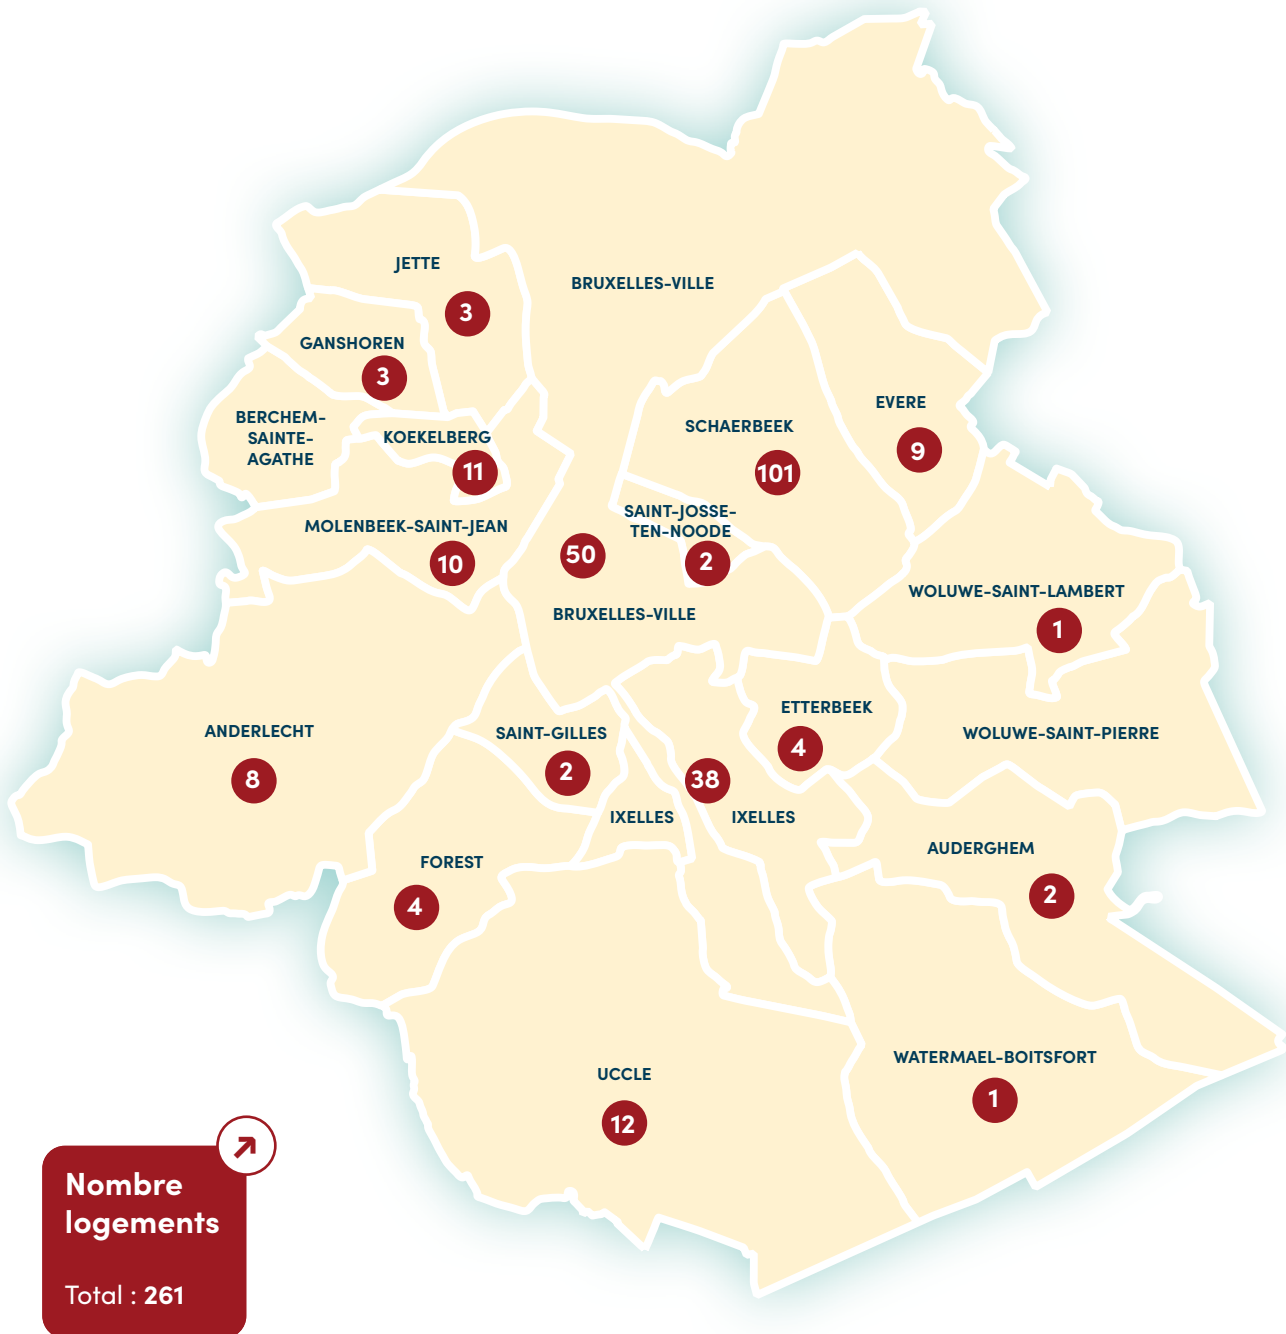 JETTE
3
BRUXELLES-VILLE
GANSHOREN
3
BERCHEM-
SAINTE-
AGATHE
KOEKELBERG
11
SCHAERBEEK
101
EVERE
9
MOLENBEEK-SAINT-JEAN
10
SAINT-JOSSE-
TEN-NOODE
2
50
BRUXELLES-VILLE
WOLUWE-SAINT-LAMBERT
1
ANDERLECHT
8
SAINT-GILLES
2
ETTERBEEK
4
WOLUWE-SAINT-PIERRE
38
IXELLES
IXELLES
FOREST
4
AUDERGHEM
2
UCCLE
12
WATERMAEL-BOITSFORT
1
Nombre
logements
Total : 261